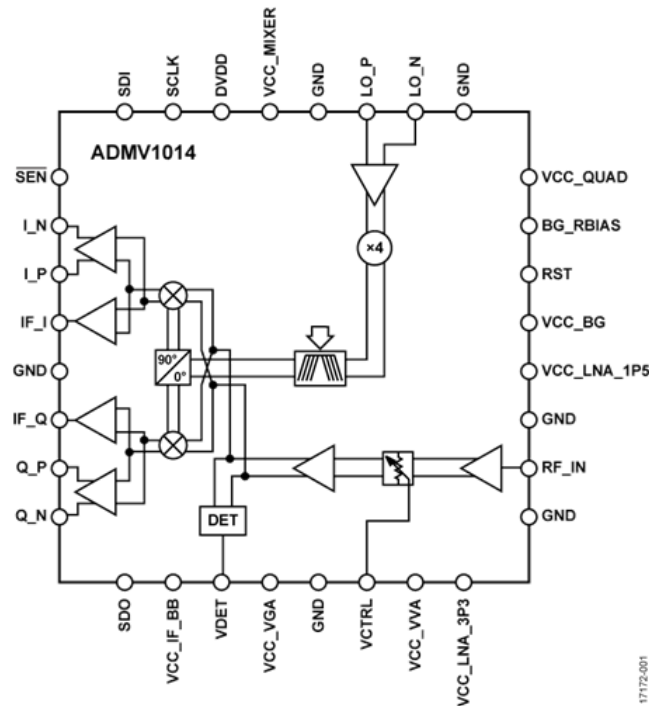 SDI
SCLK
DVDD
VCC_MIXER
GND
LO_P
LO_N
GND
ADMV1014
SEN
I_N
I_P
IF_I
GND
IF_Q
Q_P
Q_N
VCC_QUAD
BG_RBIAS
RST
VCC_BG
VCC_LNA_1P5
GND
RF_IN
GND
×4
90°
0°
DET
SDO
VCC_IF_BB
VDET
VCC_VGA
GND
VCTRL
VCC_VVA
VCC_LNA_3P3
17172-001